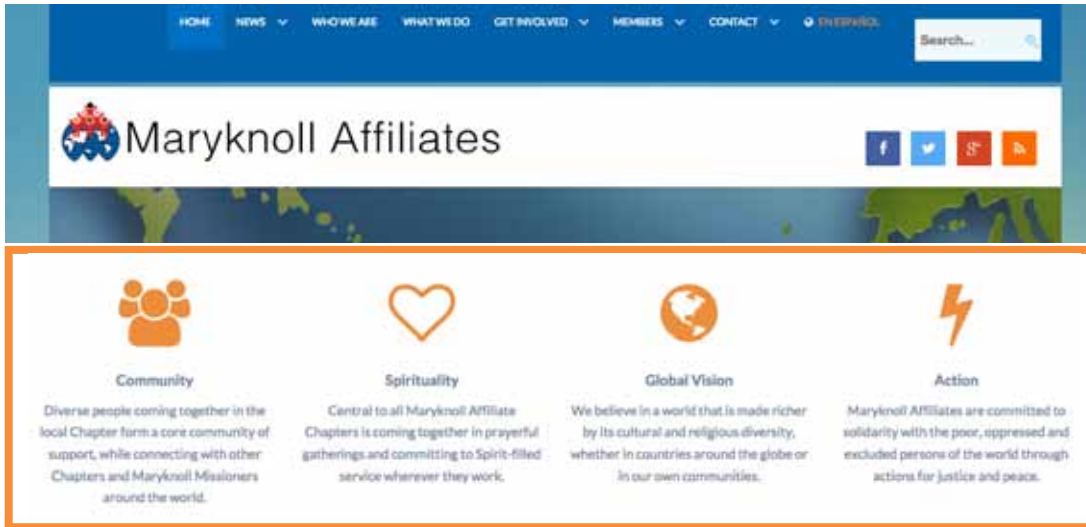 HOME NEWS WHO WE ARE WHAT WE DO GET INVOLVED MEMBERS CONTACT EN ESPAÑOL
Search...
Maryknoll Affiliates
f g+
Community
Diverse people coming together in the
local Chapter form a core community of
support, while connecting with other
Chapters and Maryknoll Missioners
around the world.
Spirituality
Central to all Maryknoll Affiliate
Chapters is coming together in prayerful
gatherings and committing to Spirit-filled
service wherever they work.
Global Vision
We believe in a world that is made richer
by its cultural and religious diversity,
whether in countries around the globe or
in our own communities.
Action
Maryknoll Affiliates are committed to
solidarity with the poor, oppressed and
excluded persons of the world through
actions for justice and peace.